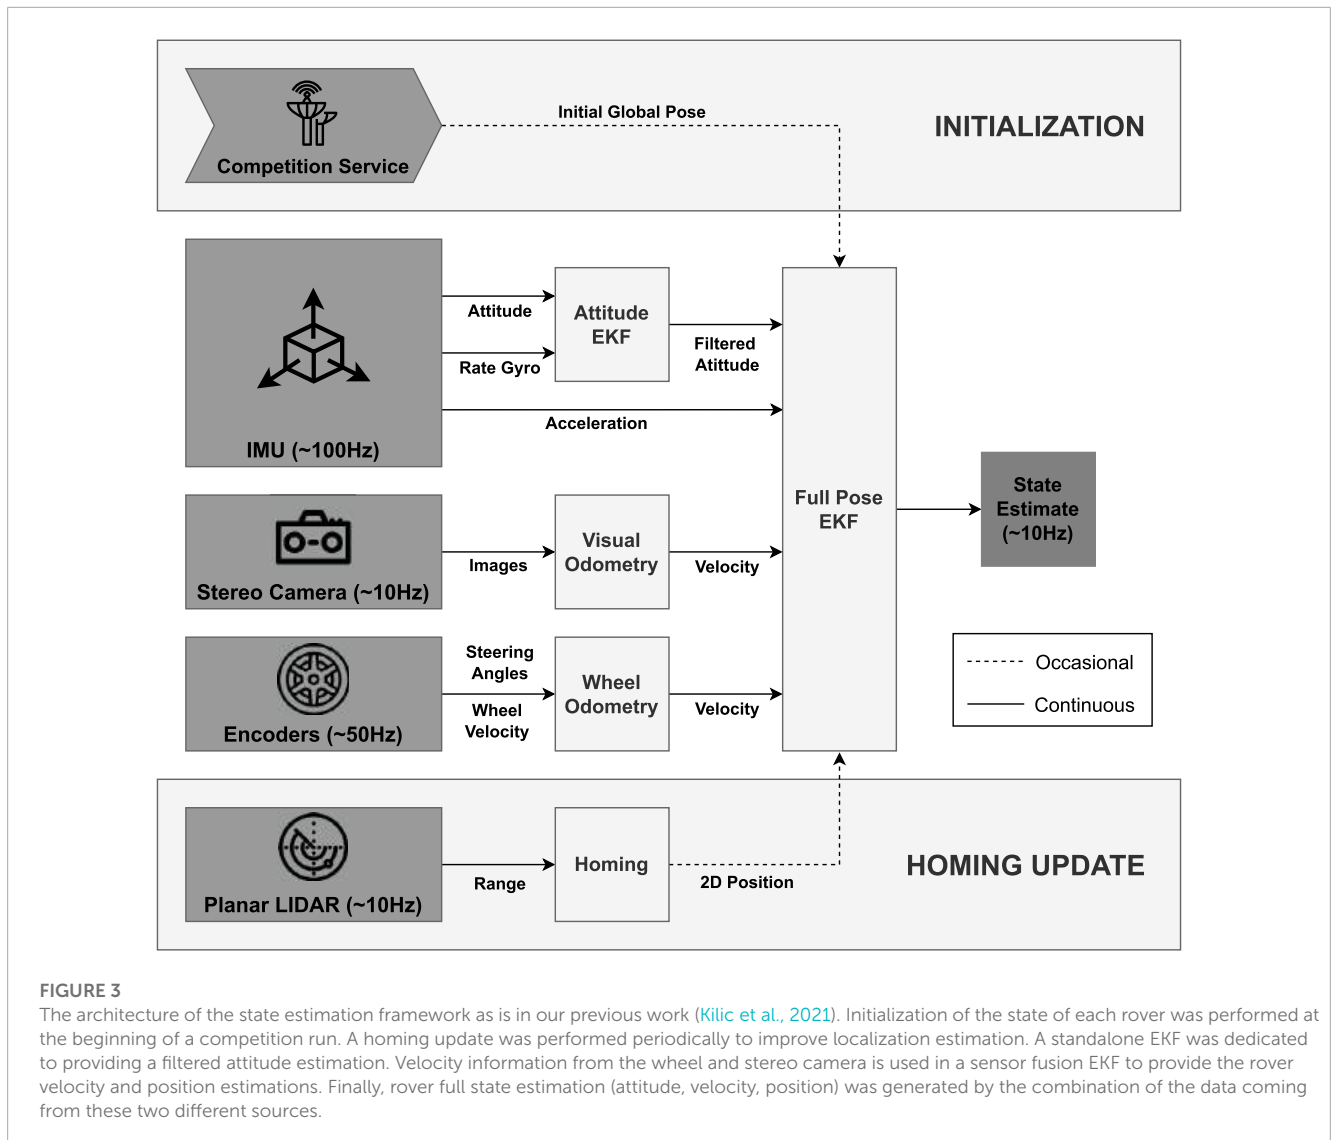 Initial Global Pose
INITIALIZATION
Competition Service
Attitude
Rate Gyro
Attitude
EKF
Filtered
Atittude
Acceleration
IMU (~100Hz)
Images
Stereo Camera (~10Hz)
Visual
Odometry
Velocity
Full Pose
EKF
State
Estimate
(~10Hz)
Steering
Angles
Wheel
Velocity
Encoders (~50Hz)
Wheel
Odometry
Velocity
Occasional
Continuous
Range
Planar LIDAR (~10Hz)
Homing
2D Position
HOMING UPDATE
FIGURE 3
The architecture of the state estimation framework as is in our previous work (Kilic et al., 2021). Initialization of the state of each rover was performed at
the beginning of a competition run. A homing update was performed periodically to improve localization estimation. A standalone EKF was dedicated
to providing a filtered attitude estimation. Velocity information from the wheel and stereo camera is used in a sensor fusion EKF to provide the rover
velocity and position estimations. Finally, rover full state estimation (attitude, velocity, position) was generated by the combination of the data coming
from these two different sources.